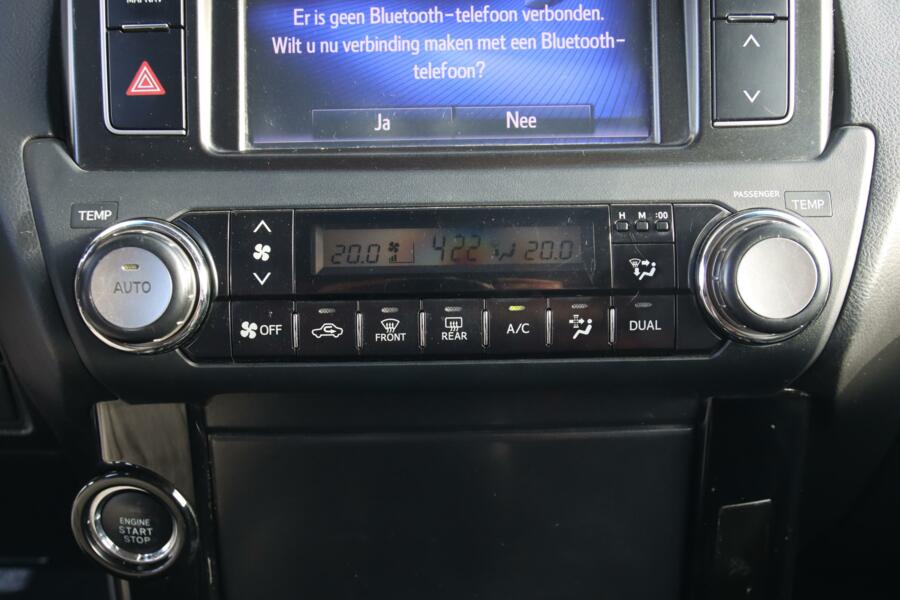 Er is geen Bluetooth-telefoon verbonden.
Wilt u nu verbinding maken met een Bluetooth-
telefoon?
Ja Nee
PASSENGER
TEMP TEMP
H M :00
20.0 4:22 20.0
AUTO
OFF FRONT REAR A/C DUAL
ENGINE
START
STOP